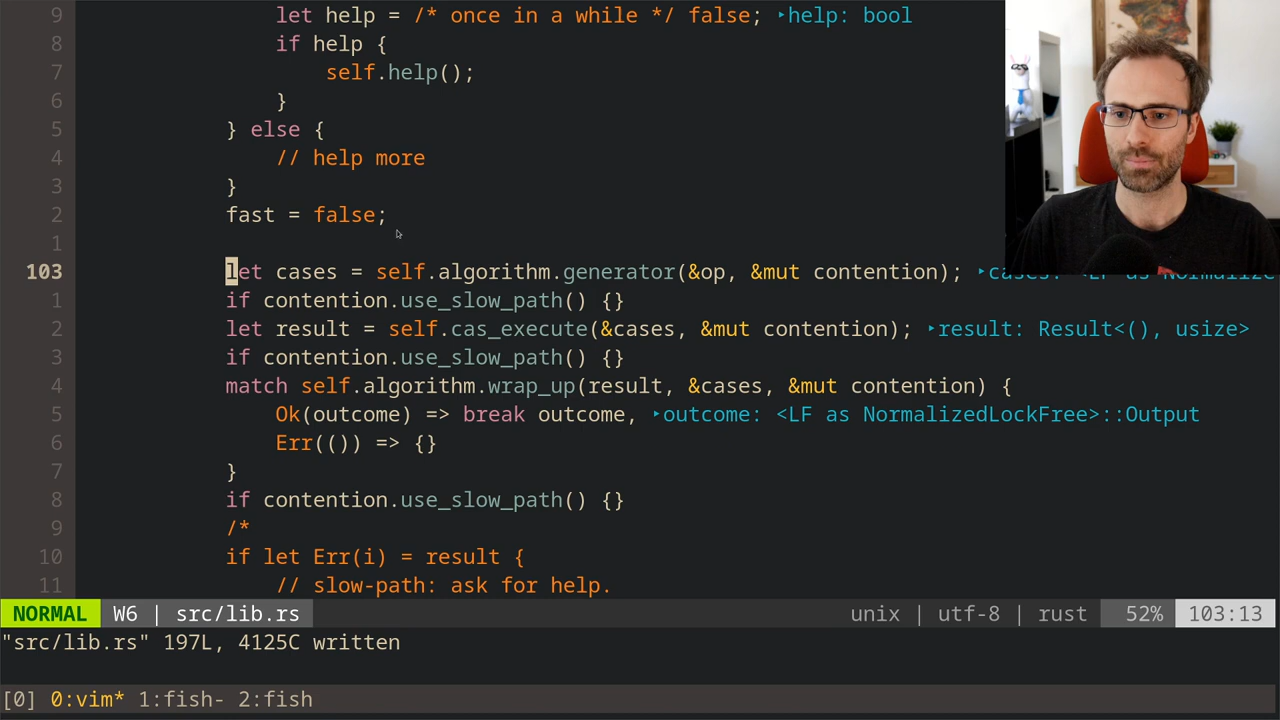 9 let help = /* once in a while */ false; ‣help: bool
8 if help {
7 self.help();
6 }
5 } else {
4 // help more
3 }
2 fast = false;
1
103 let cases = self.algorithm.generator(&op, &mut contention); ‣cases: <LF as Normalize
1 if contention.use_slow_path() {}
2 let result = self.cas_execute(&cases, &mut contention); ‣result: Result<(), usize>
3 if contention.use_slow_path() {}
4 match self.algorithm.wrap_up(result, &cases, &mut contention) {
5 Ok(outcome) => break outcome, ‣outcome: <LF as NormalizedLockFree>::Output
6 Err(()) => {}
7 }
8 if contention.use_slow_path() {}
9 /*
10 if let Err(i) = result {
11 // slow-path: ask for help.
NORMAL W6 | src/lib.rs unix | utf-8 | rust 52% 103:13
"src/lib.rs" 197L, 4125C written
[0] 0:vim* 1:fish- 2:fish